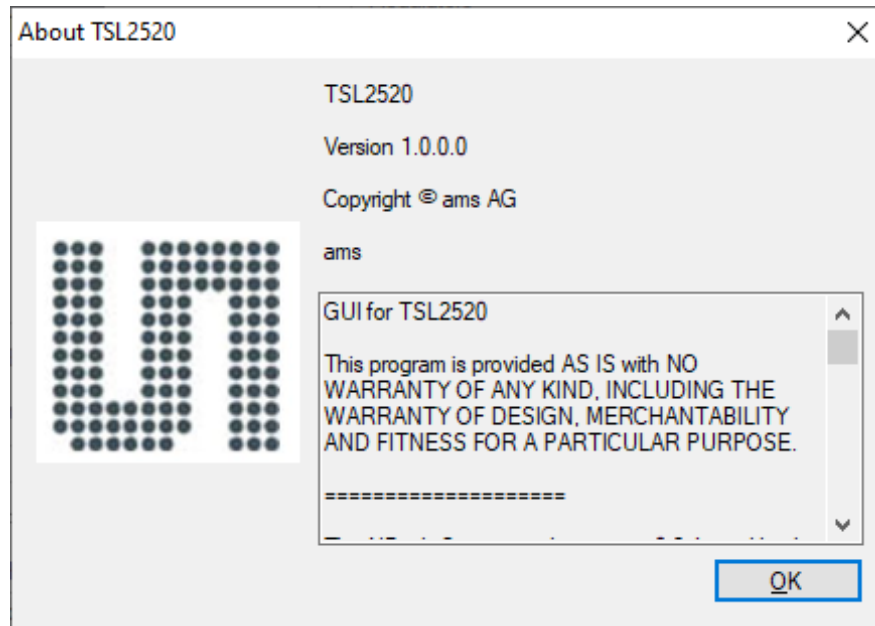 About TSL2520
TSL2520
Version 1.0.0.0
Copyright © ams AG
ams
GUI for TSL2520
This program is provided AS IS with NO
WARRANTY OF ANY KIND, INCLUDING THE
WARRANTY OF DESIGN, MERCHANTABILITY
AND FITNESS FOR A PARTICULAR PURPOSE.
====================
OK